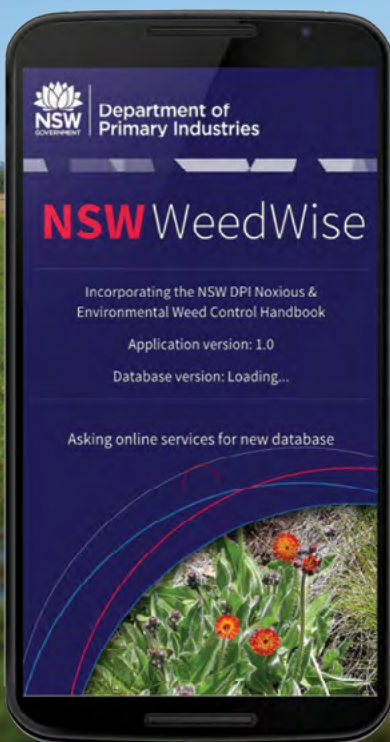 NSW
GOVERNMENT
Department of
Primary Industries
NSW WeedWise
Incorporating the NSW DPI Noxious &
Environmental Weed Control Handbook
Application version: 1.0
Database version: Loading...
Asking online services for new database